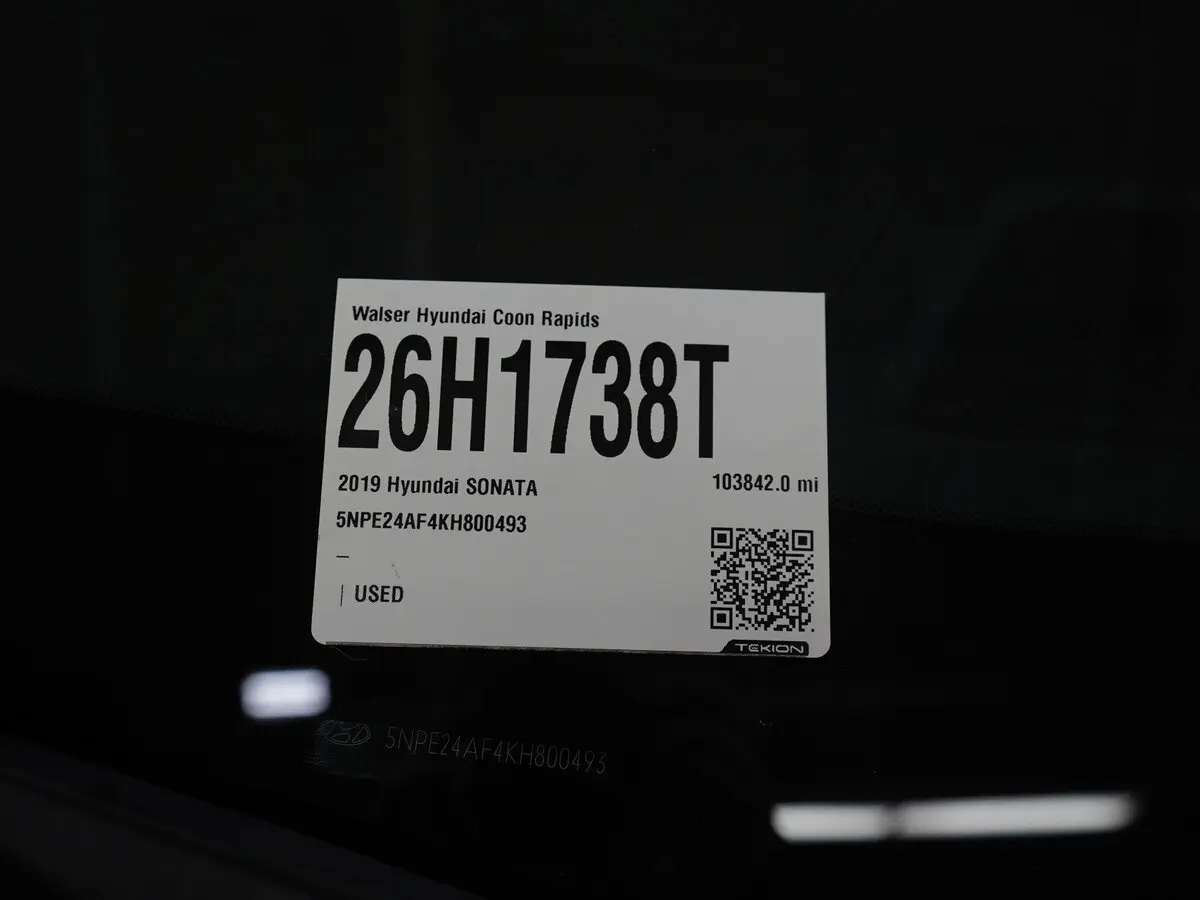 Walser Hyundai Coon Rapids
26H1738T
2019 Hyundai SONATA
103842.0 mi
5NPE24AF4KH800493
–
| USED
TEKION
5NPE24AF4KH800493